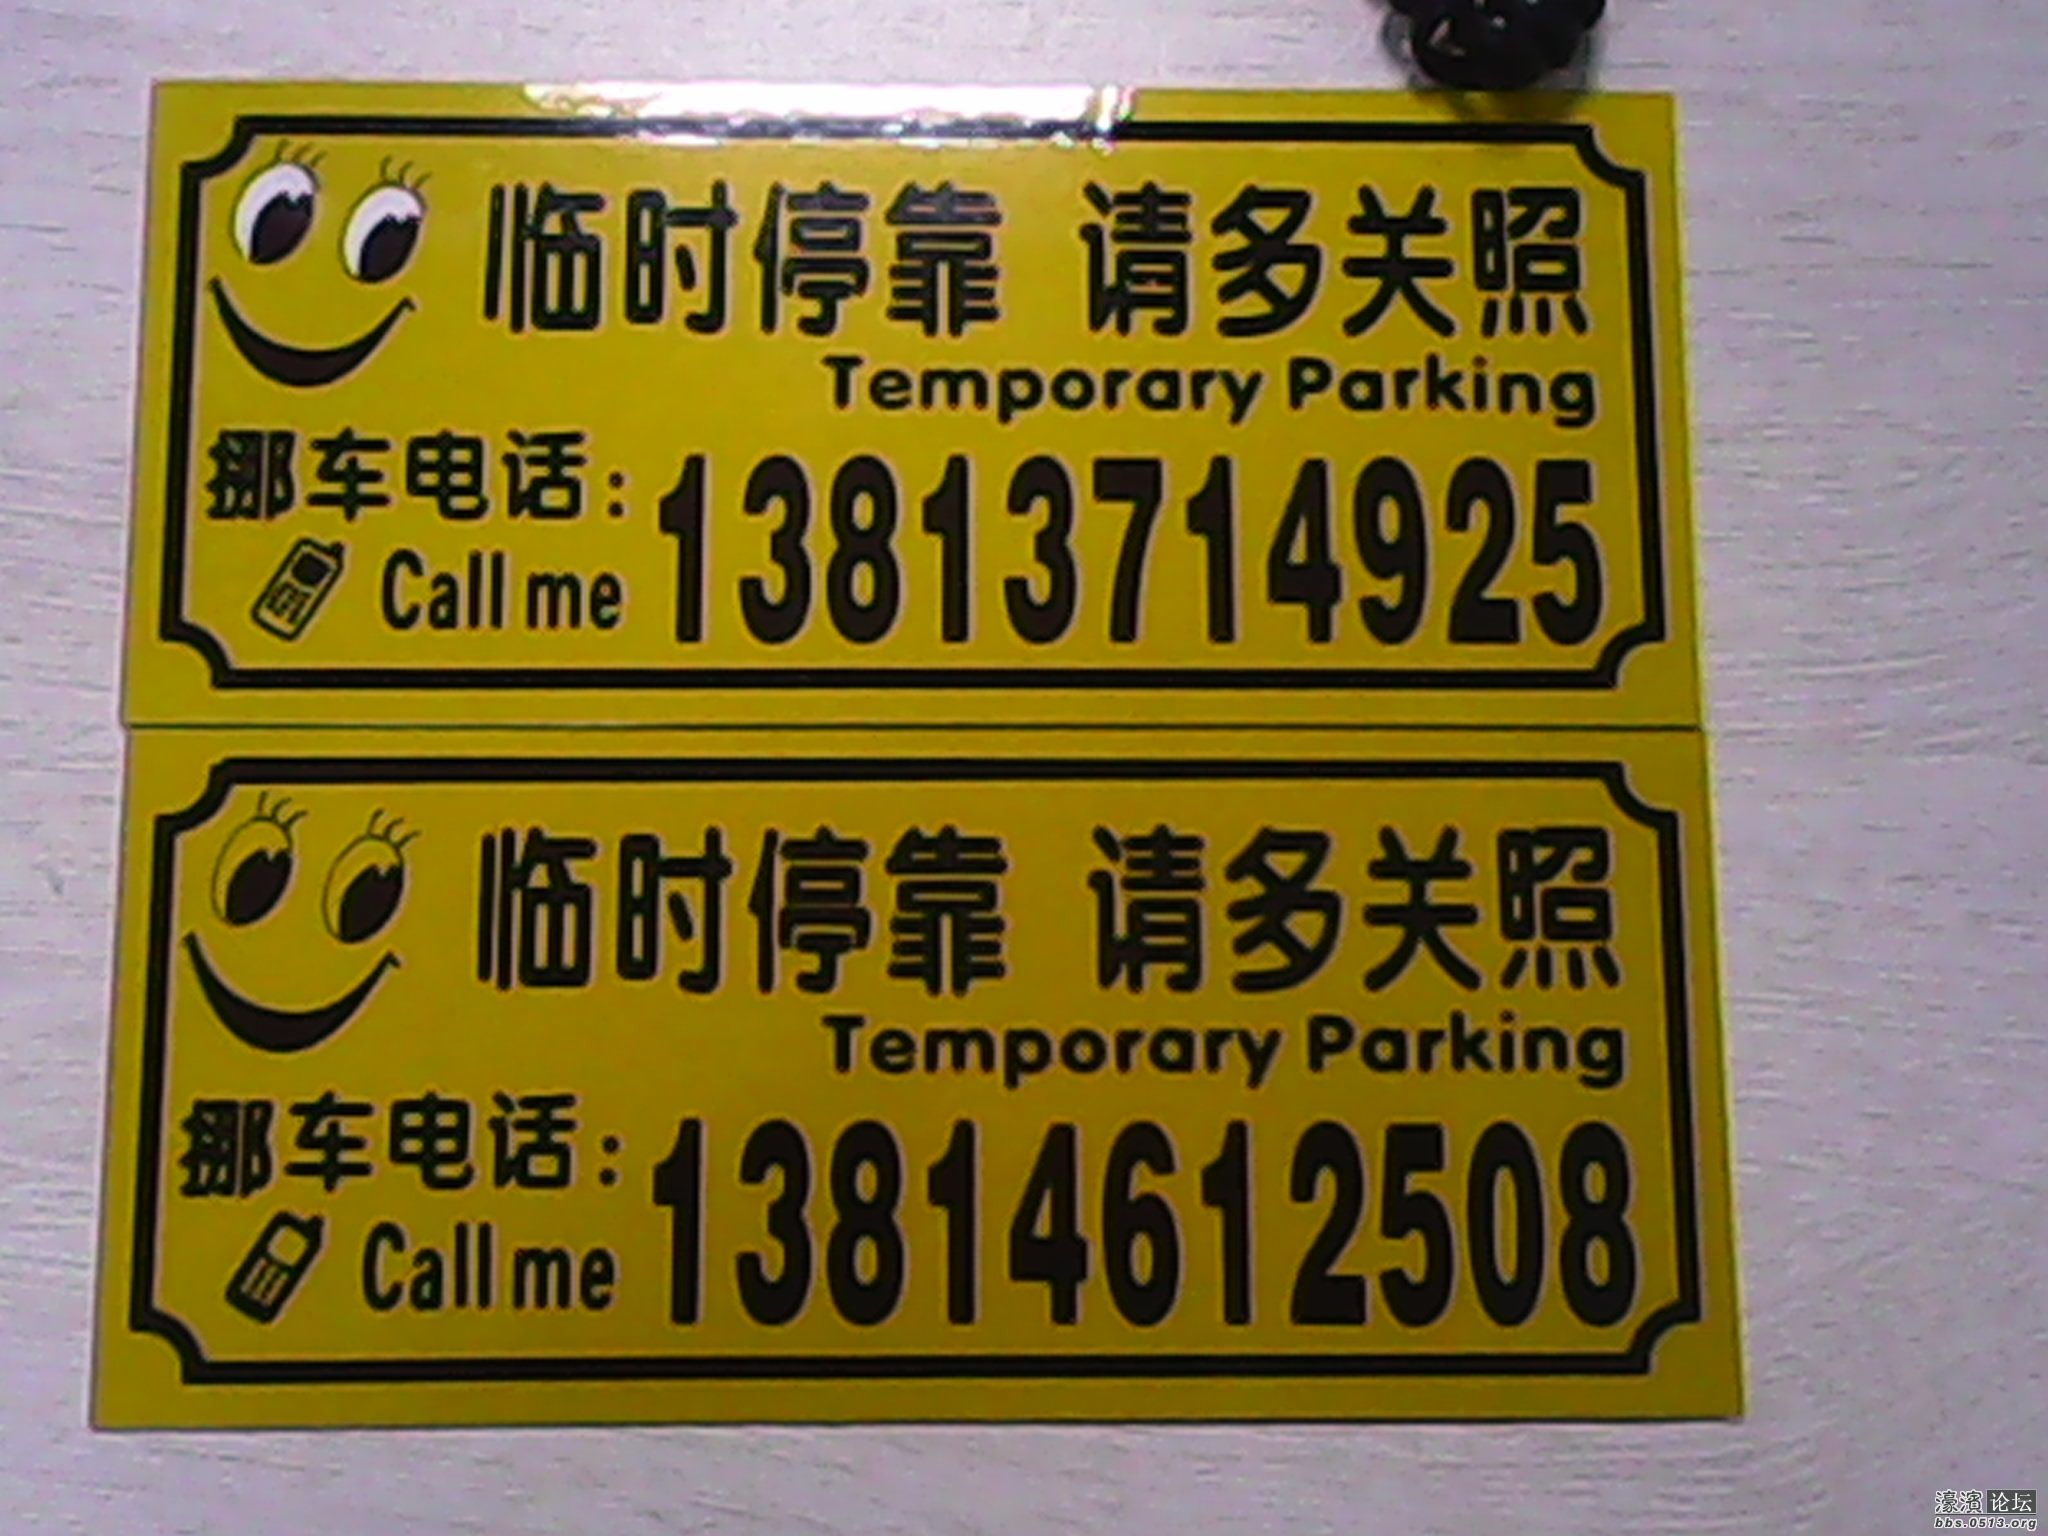 临时停靠 请多关照
Temporary Parking
挪车电话:
Call me 13813714925
临时停靠 请多关照
Temporary Parking
挪车电话:
Call me 13814612508
濠滨论坛
bbs.0513.org